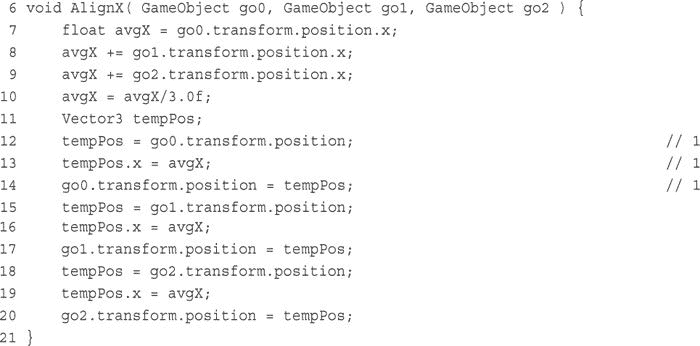 6 void AlignX( GameObject go0, GameObject go1, GameObject go2 ) {
7     float avgX = go0.transform.position.x;
8     avgX += go1.transform.position.x;
9     avgX += go2.transform.position.x;
10     avgX = avgX/3.0f;
11     Vector3 tempPos;
12     tempPos = go0.transform.position; // 1
13     tempPos.x = avgX; // 1
14     go0.transform.position = tempPos; // 1
15     tempPos = go1.transform.position;
16     tempPos.x = avgX;
17     go1.transform.position = tempPos;
18     tempPos = go2.transform.position;
19     tempPos.x = avgX;
20     go2.transform.position = tempPos;
21 }